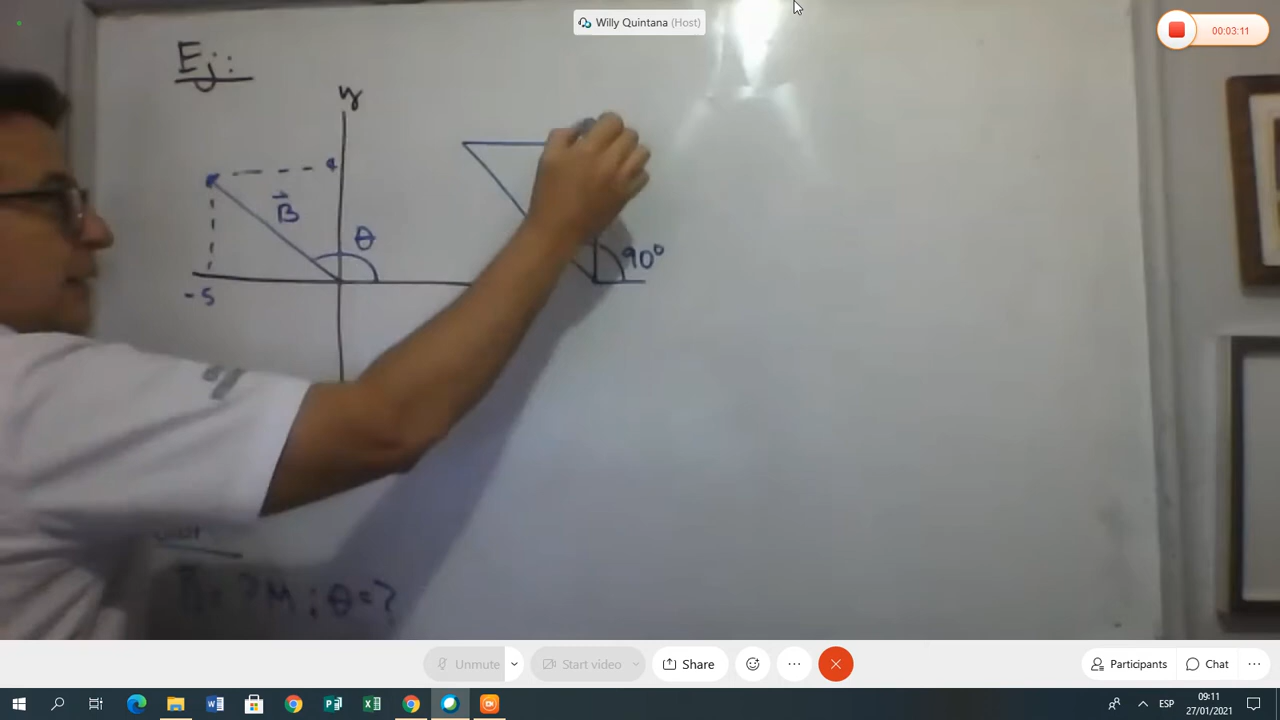 Willy Quintana (Host)
00:03:11
Ej:
y
4
B
θ
-5
90°
? M ; θ = ?
Unmute
Start video
Share
Participants
Chat
09:11
ESP
27/01/2021